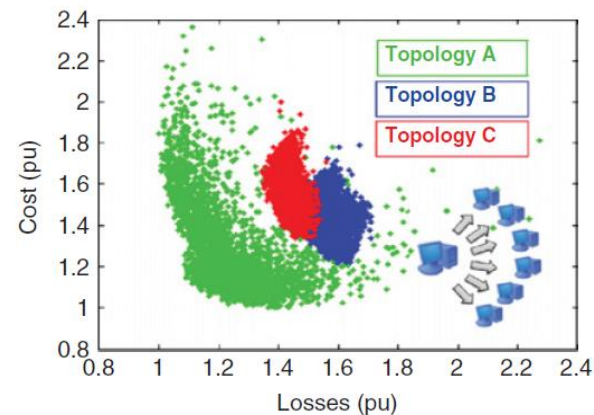 2.4
2.2
2
1.8
1.6
1.4
1.2
1
0.8
Cost (pu)
Topology A
Topology B
Topology C
0.8 1 1.2 1.4 1.6 1.8 2 2.2 2.4
Losses (pu)